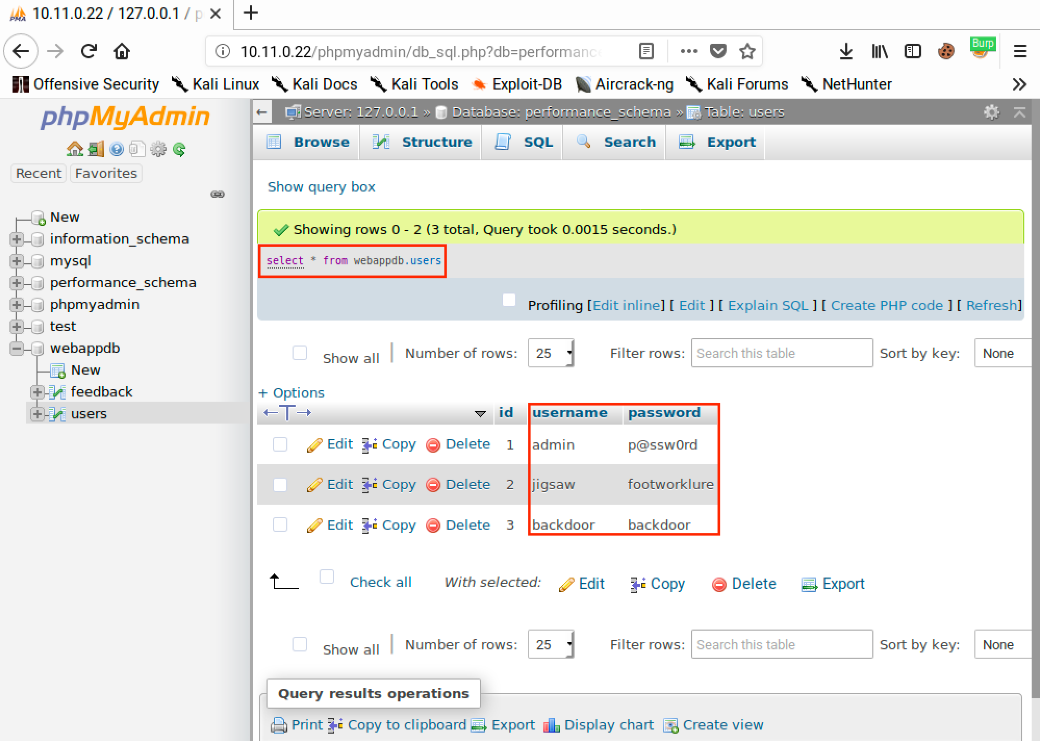 10.11.0.22 / 127.0.0.1 / p
10.11.0.22/phpmyadmin/db_sql.php?db=performanc
Burp
Offensive Security Kali Linux Kali Docs Kali Tools Exploit-DB Aircrack-ng Kali Forums NetHunter
phpMyAdmin
Recent Favorites
New
information_schema
mysql
performance_schema
phpmyadmin
test
webappdb
New
feedback
users
Server: 127.0.0.1 » Database: performance_schema » Table: users
Browse Structure SQL Search Export
Show query box
Showing rows 0 - 2 (3 total, Query took 0.0015 seconds.)
select * from webappdb.users
Profiling [Edit inline] [ Edit ] [ Explain SQL ] [ Create PHP code ] [ Refresh]
Show all Number of rows: 25 Filter rows: Search this table Sort by key: None
+ Options
id username password
Edit Copy Delete 1 admin p@ssw0rd
Edit Copy Delete 2 jigsaw footworklure
Edit Copy Delete 3 backdoor backdoor
Check all With selected: Edit Copy Delete Export
Show all Number of rows: 25 Filter rows: Search this table Sort by key: None
Query results operations
Print Copy to clipboard Export Display chart Create view